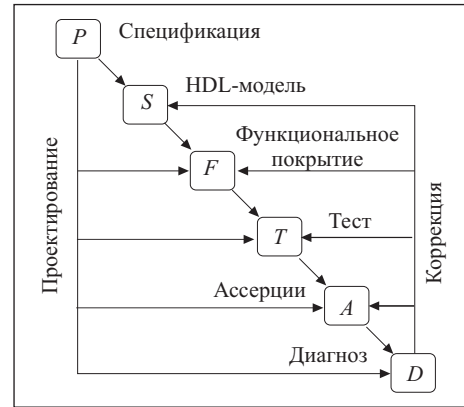 P Спецификация
S HDL-модель
Функциональное
покрытие
F
T Тест
Ассерции
A
Диагноз
D
Проектирование
Коррекция